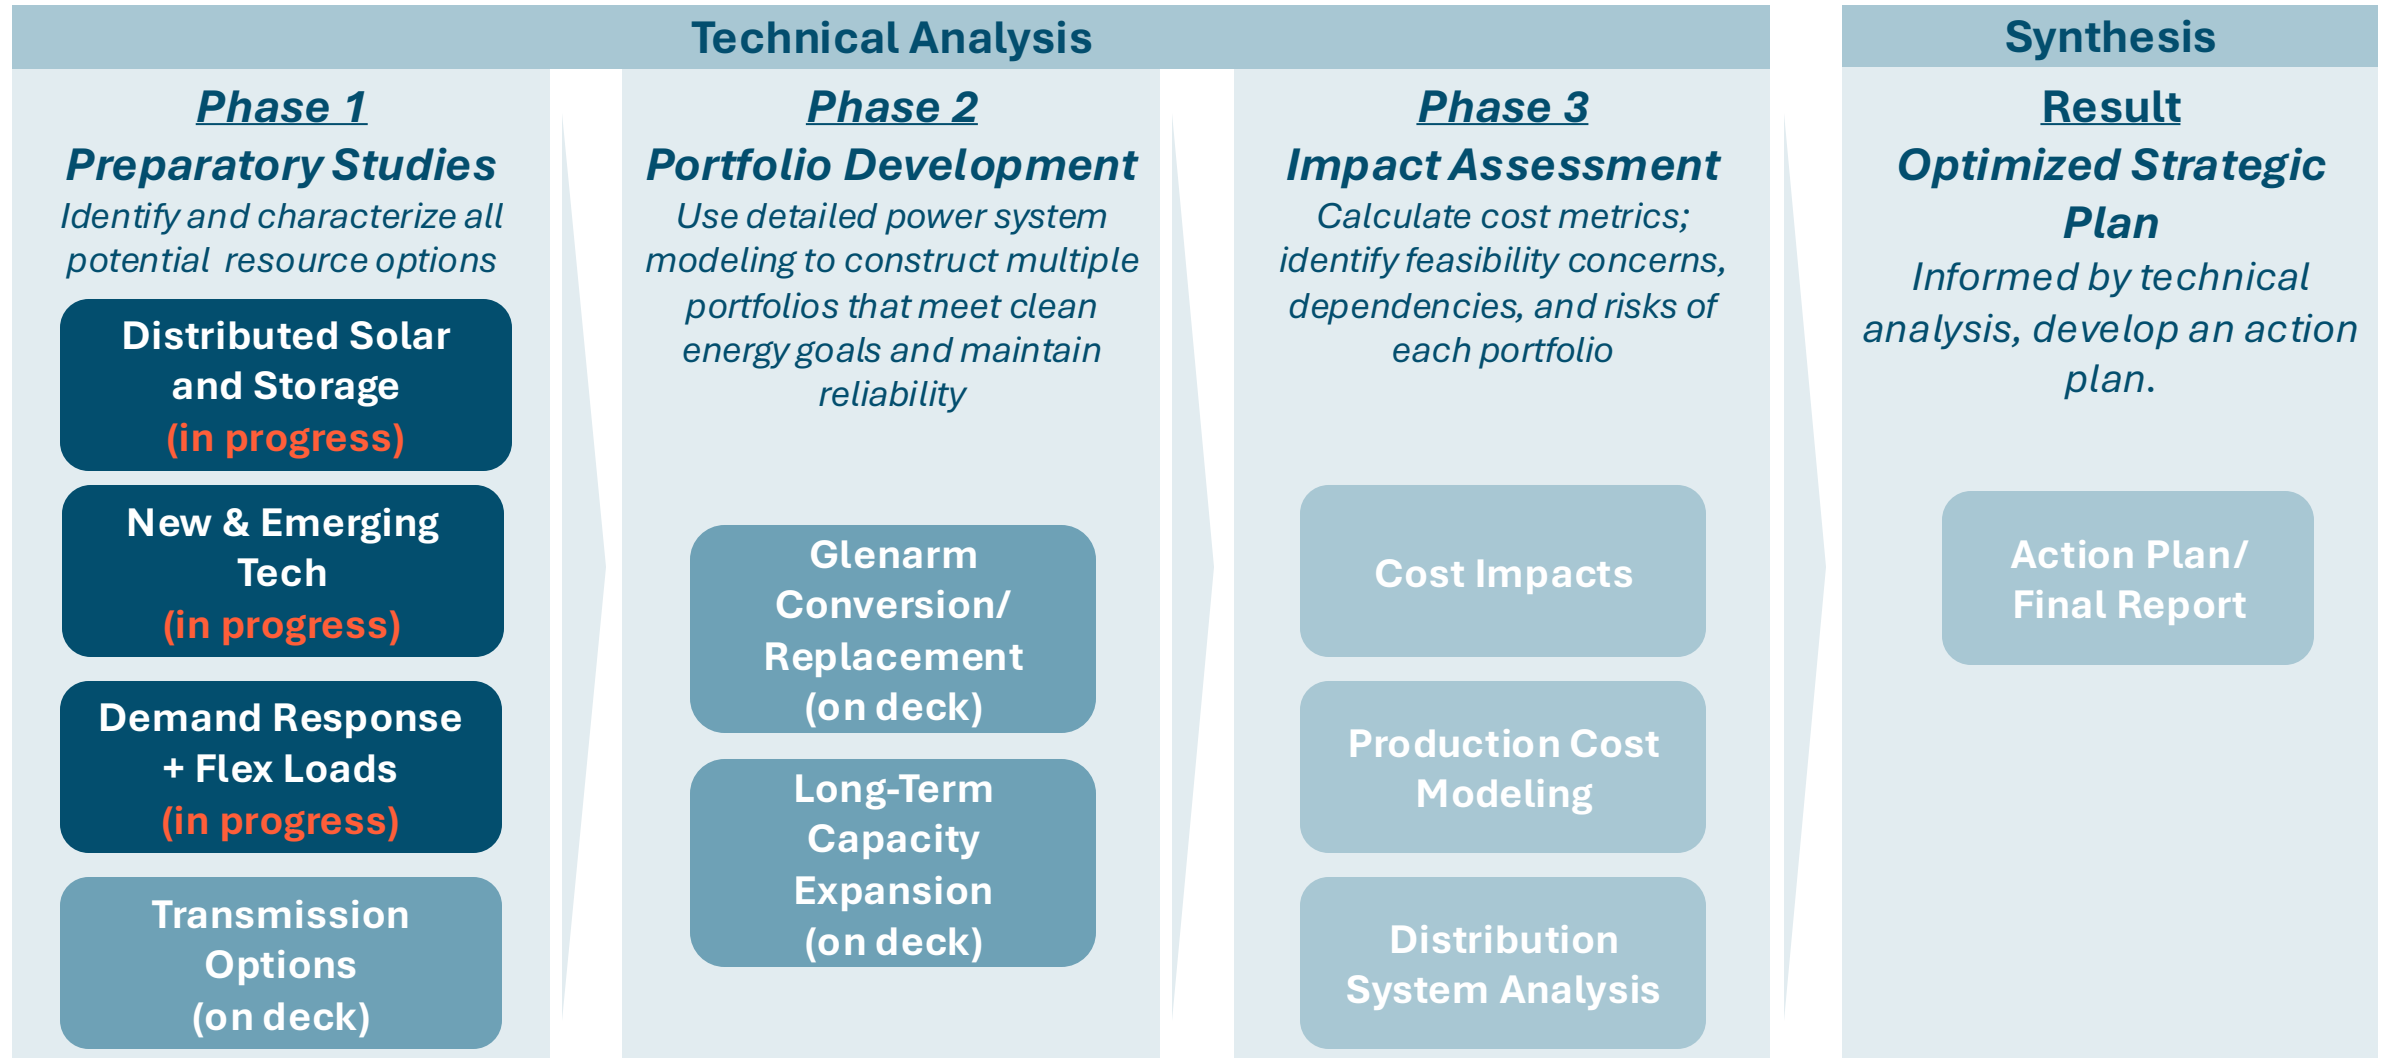 Technical Analysis
Phase 1
Preparatory Studies
Identify and characterize all
potential resource options
Distributed Solar
and Storage
(in progress)
New & Emerging
Tech
(in progress)
Demand Response
+ Flex Loads
(in progress)
Transmission
Options
(on deck)
Phase 2
Portfolio Development
Use detailed power system
modeling to construct multiple
portfolios that meet clean
energy goals and maintain
reliability
Glenarm
Conversion/
Replacement
(on deck)
Long-Term
Capacity
Expansion
(on deck)
Phase 3
Impact Assessment
Calculate cost metrics;
identify feasibility concerns,
dependencies, and risks of
each portfolio
Cost Impacts
Production Cost
Modeling
Distribution
System Analysis
Synthesis
Result
Optimized Strategic
Plan
Informed by technical
analysis, develop an action
plan.
Action Plan/
Final Report